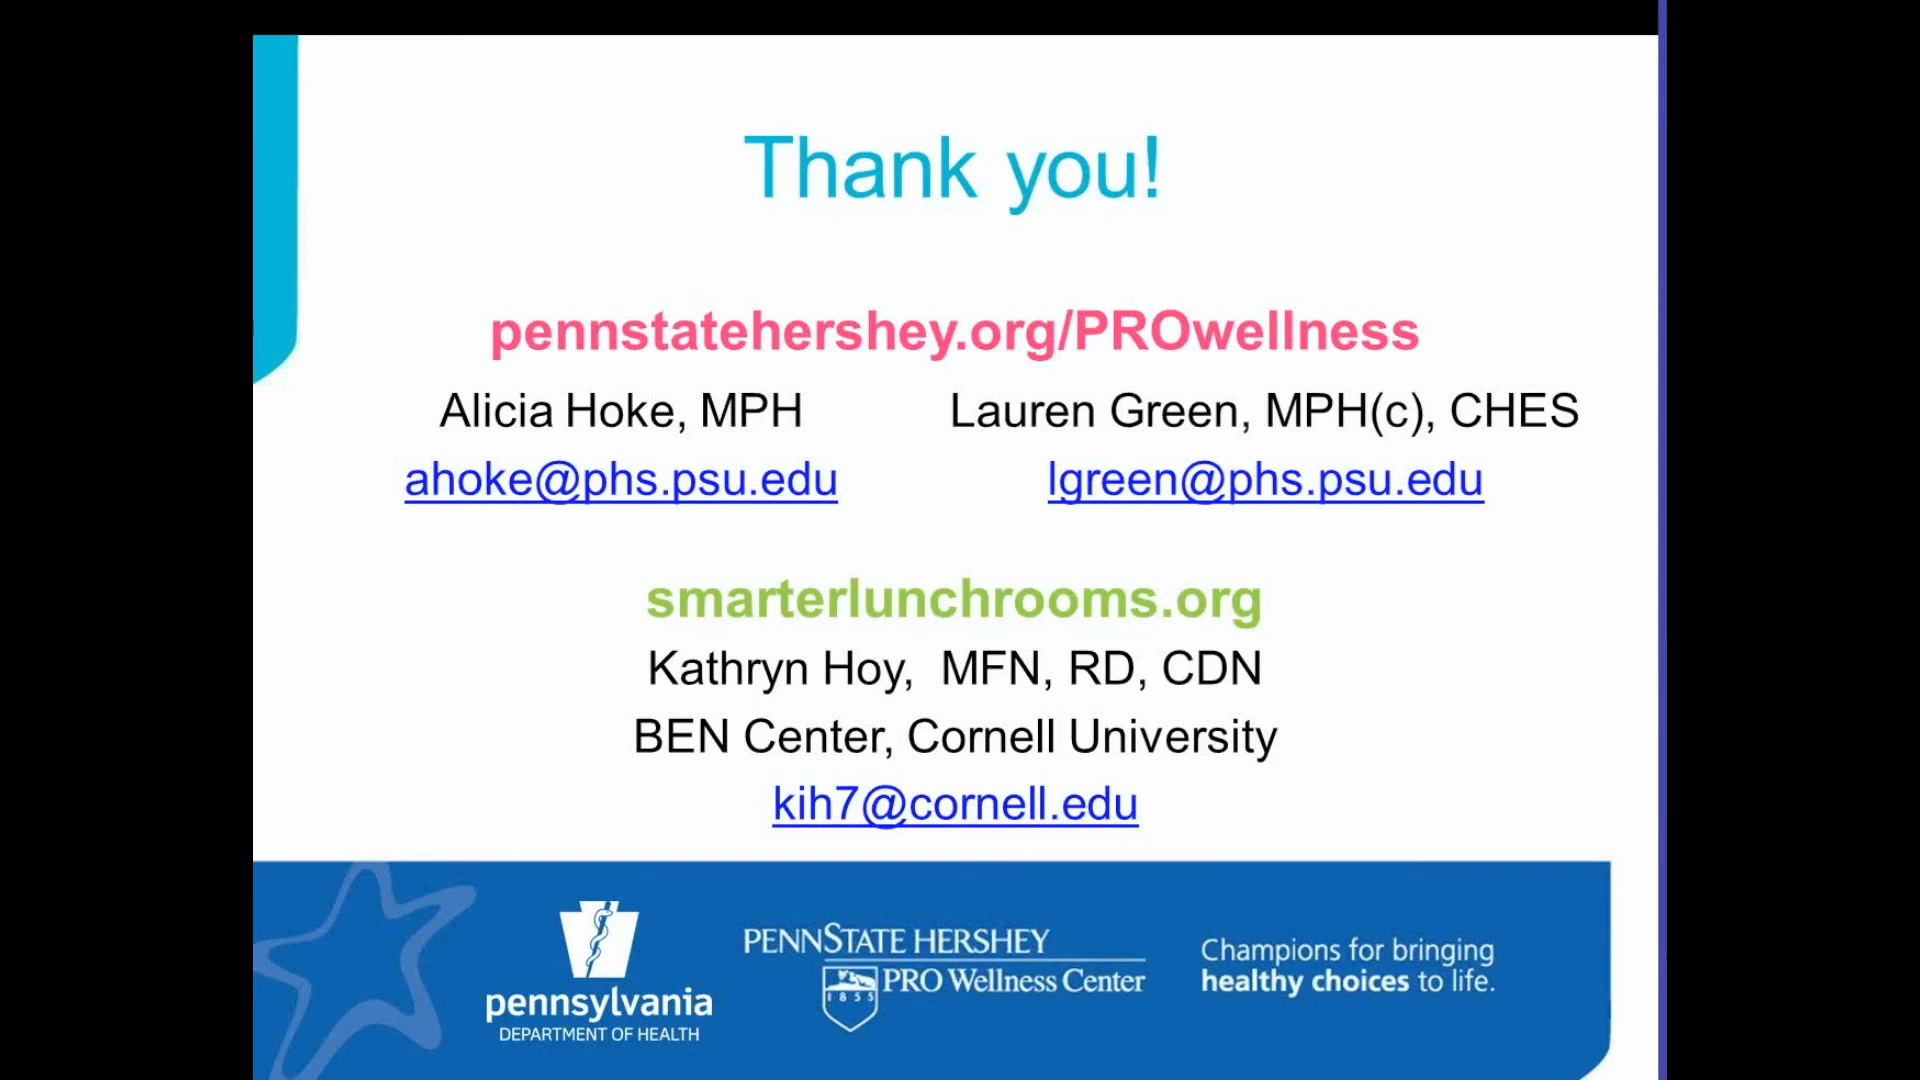 Thank you!
pennstatehershey.org/PROwellness
Alicia Hoke, MPH
ahoke@phs.psu.edu
Lauren Green, MPH(c), CHES
lgreen@phs.psu.edu
smarterlunchrooms.org
Kathryn Hoy,  MFN, RD, CDN
BEN Center, Cornell University
kih7@cornell.edu
pennsylvania
DEPARTMENT OF HEALTH
PENNSTATE HERSHEY
PRO Wellness Center
1855
Champions for bringing
healthy choices to life.